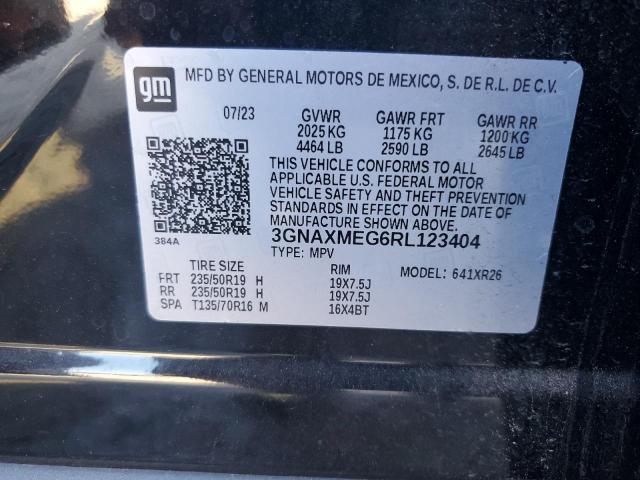 gm
MFD BY GENERAL MOTORS DE MEXICO, S. DE R.L. DE C.V.
07/23 GVWR GAWR FRT GAWR RR
2025 KG 1175 KG 1200 KG
4464 LB 2590 LB 2645 LB
THIS VEHICLE CONFORMS TO ALL
APPLICABLE U.S. FEDERAL MOTOR
VEHICLE SAFETY AND THEFT
PREVENTION STANDARDS IN
EFFECT ON THE DATE OF
MANUFACTURE SHOWN ABOVE.
384A 3GNAXMEG6RL123404
TYPE: MPV
TIRE SIZE RIM MODEL: 641XR26
FRT 235/50R19 H 19X7.5J
RR 235/50R19 H 19X7.5J
SPA T135/70R16 M 16X4BT